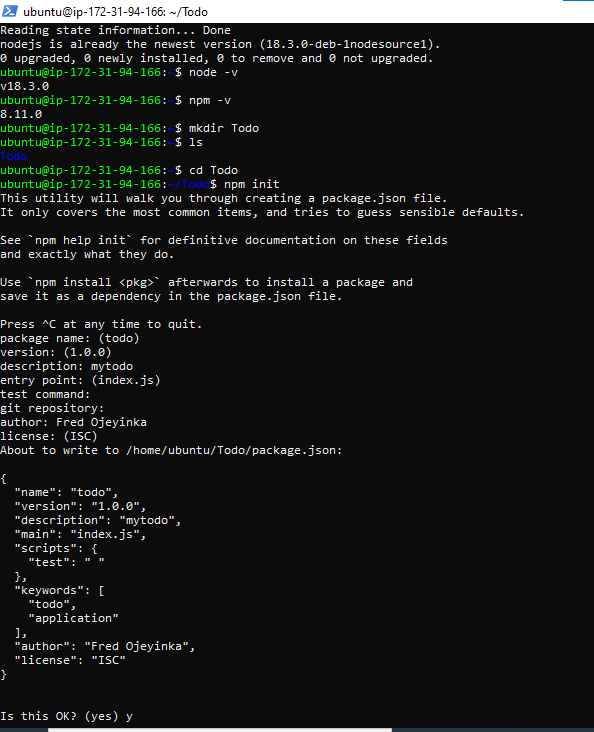 ubuntu@ip-172-31-94-166: ~/Todo
Reading state information... Done
nodejs is already the newest version (18.3.0-deb-1nodesource1).
0 upgraded, 0 newly installed, 0 to remove and 0 not upgraded.
ubuntu@ip-172-31-94-166:~$ node -v
v18.3.0
ubuntu@ip-172-31-94-166:~$ npm -v
8.11.0
ubuntu@ip-172-31-94-166:~$ mkdir Todo
ubuntu@ip-172-31-94-166:~$ ls
Todo
ubuntu@ip-172-31-94-166:~$ cd Todo
ubuntu@ip-172-31-94-166:~/Todo$ npm init
This utility will walk you through creating a package.json file.
It only covers the most common items, and tries to guess sensible defaults.

See `npm help init` for definitive documentation on these fields
and exactly what they do.

Use `npm install <pkg>` afterwards to install a package and
save it as a dependency in the package.json file.

Press ^C at any time to quit.
package name: (todo)
version: (1.0.0)
description: mytodo
entry point: (index.js)
test command:
git repository:
author: Fred Ojeyinka
license: (ISC)
About to write to /home/ubuntu/Todo/package.json:

{
  "name": "todo",
  "version": "1.0.0",
  "description": "mytodo",
  "main": "index.js",
  "scripts": {
    "test": " "
  },
  "keywords": [
    "todo",
    "application"
  ],
  "author": "Fred Ojeyinka",
  "license": "ISC"
}

Is this OK? (yes) y